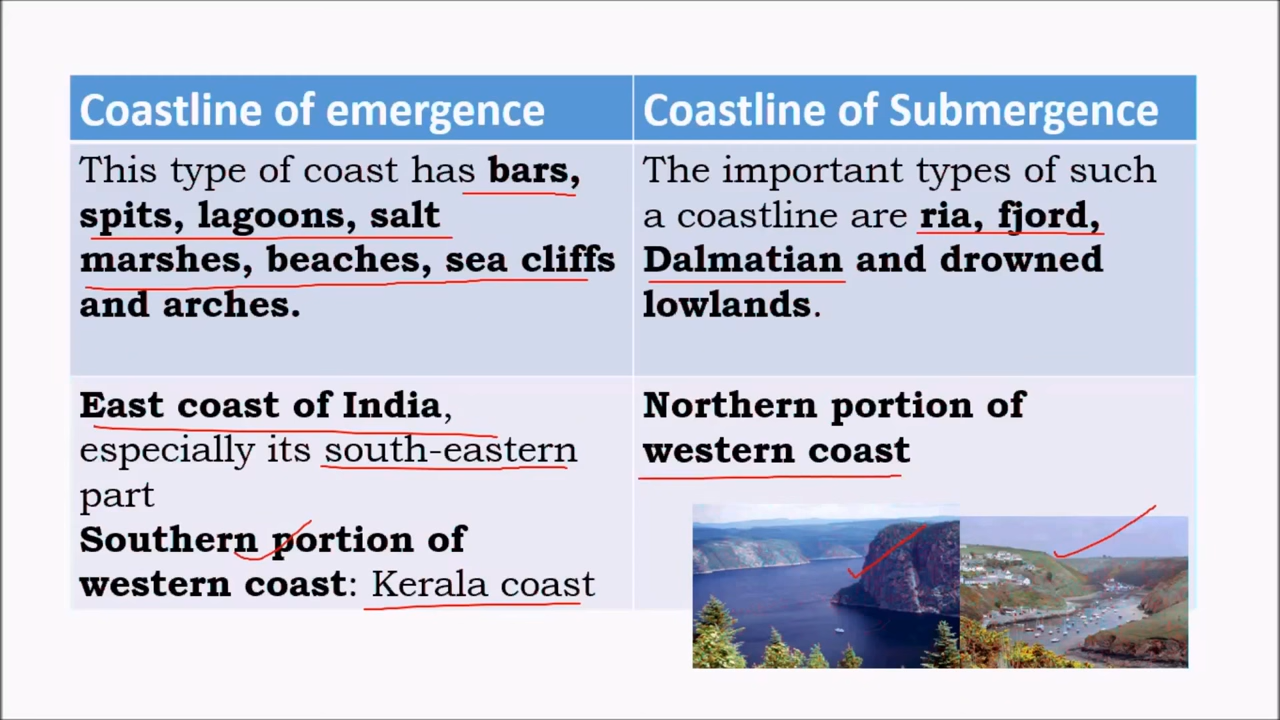 Coastline of emergence
Coastline of Submergence
This type of coast has bars,
spits, lagoons, salt
marshes, beaches, sea cliffs
and arches.
The important types of such
a coastline are ria, fjord,
Dalmatian and drowned
lowlands.
East coast of India,
especially its south-eastern
part
Southern portion of
western coast: Kerala coast
Northern portion of
western coast